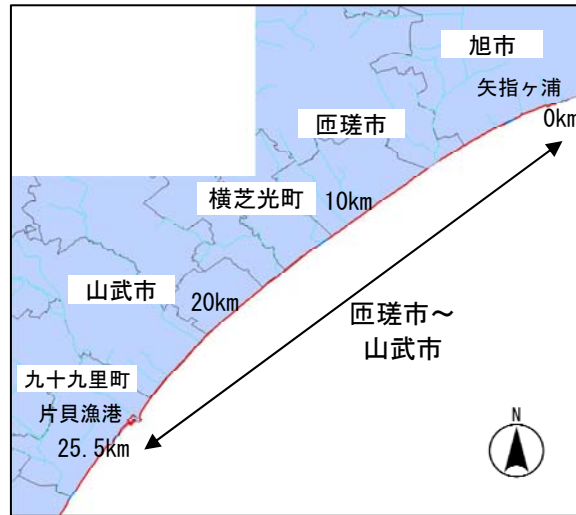 旭市
矢指ヶ浦
0km
匝瑳市
横芝光町
10km
山武市
20km
匝瑳市～
山武市
九十九里町
片貝漁港
25.5km
N